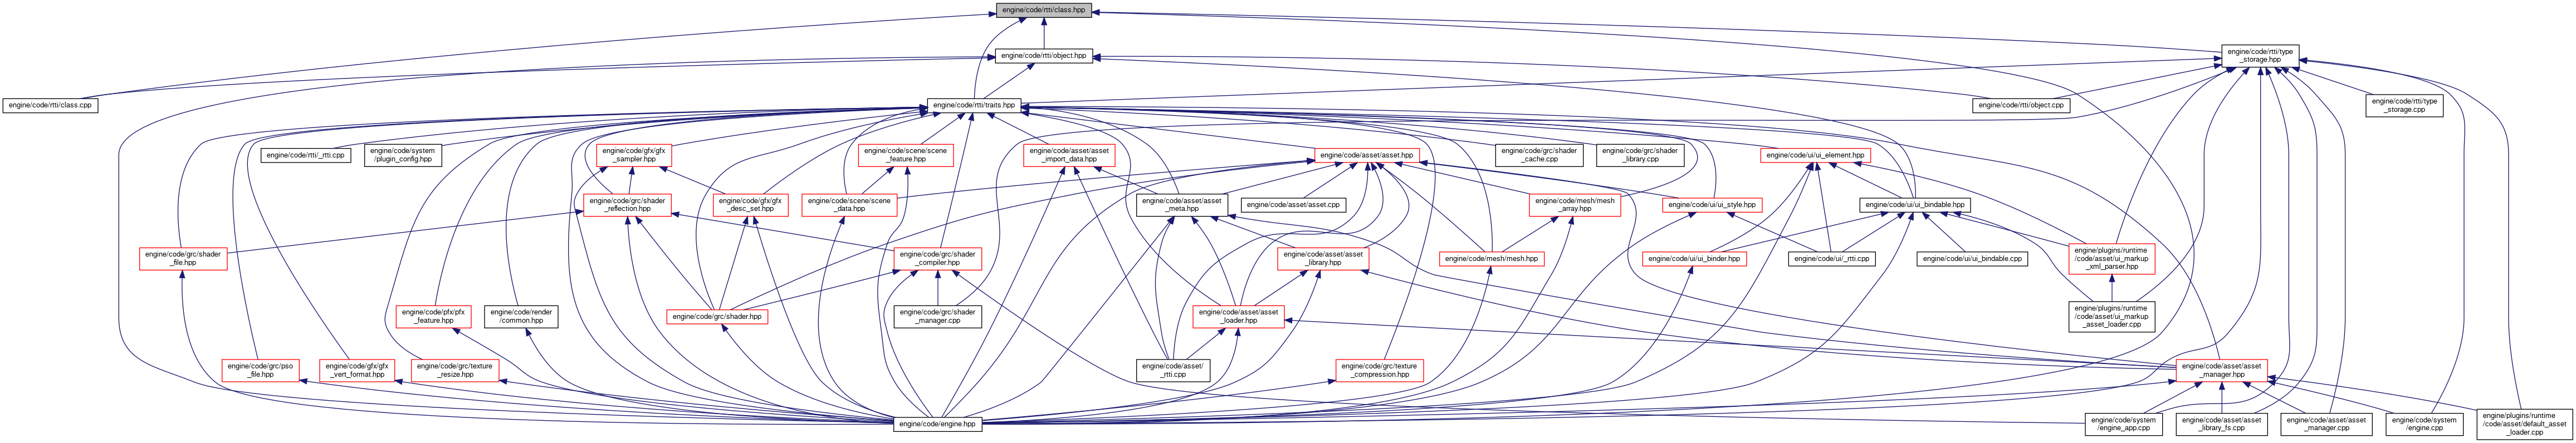 engine/code/rtti/class.hpp
engine/code/rtti/object.hpp
engine/code/rtti/type
_storage.hpp
engine/code/rtti/class.cpp
engine/code/rtti/traits.hpp
engine/code/rtti/object.cpp
engine/code/rtti/type
_storage.cpp
engine/code/rtti/_rtti.cpp
engine/code/system
/plugin_config.hpp
engine/code/gfx/gfx
_sampler.hpp
engine/code/scene/scene
_feature.hpp
engine/code/asset/asset
_import_data.hpp
engine/code/asset/asset.hpp
engine/code/grc/shader
_cache.cpp
engine/code/grc/shader
_library.cpp
engine/code/ui/ui_element.hpp
engine/code/grc/shader
_reflection.hpp
engine/code/gfx/gfx
_desc_set.hpp
engine/code/scene/scene
_data.hpp
engine/code/asset/asset
_meta.hpp
engine/code/asset/asset.cpp
engine/code/mesh/mesh
_array.hpp
engine/code/ui/ui_style.hpp
engine/code/ui/ui_bindable.hpp
engine/code/grc/shader
_file.hpp
engine/code/grc/shader
_compiler.hpp
engine/code/asset/asset
_library.hpp
engine/code/mesh/mesh.hpp
engine/code/ui/ui_binder.hpp
engine/code/ui/_rtti.cpp
engine/code/ui/ui_bindable.cpp
engine/plugins/runtime
/code/asset/ui_markup
_xml_parser.hpp
engine/code/pfx/pfx
_feature.hpp
engine/code/render
/common.hpp
engine/code/grc/shader.hpp
engine/code/grc/shader
_manager.cpp
engine/code/asset/asset
_loader.hpp
engine/plugins/runtime
/code/asset/ui_markup
_asset_loader.cpp
engine/code/grc/pso
_file.hpp
engine/code/gfx/gfx
_vert_format.hpp
engine/code/grc/texture
_resize.hpp
engine/code/asset/
_rtti.cpp
engine/code/grc/texture
_compression.hpp
engine/code/asset/asset
_manager.hpp
engine/code/engine.hpp
engine/code/system
/engine_app.cpp
engine/code/asset/asset
_library_fs.cpp
engine/code/asset/asset
_manager.cpp
engine/code/system
/engine.cpp
engine/plugins/runtime
/code/asset/default_asset
_loader.cpp